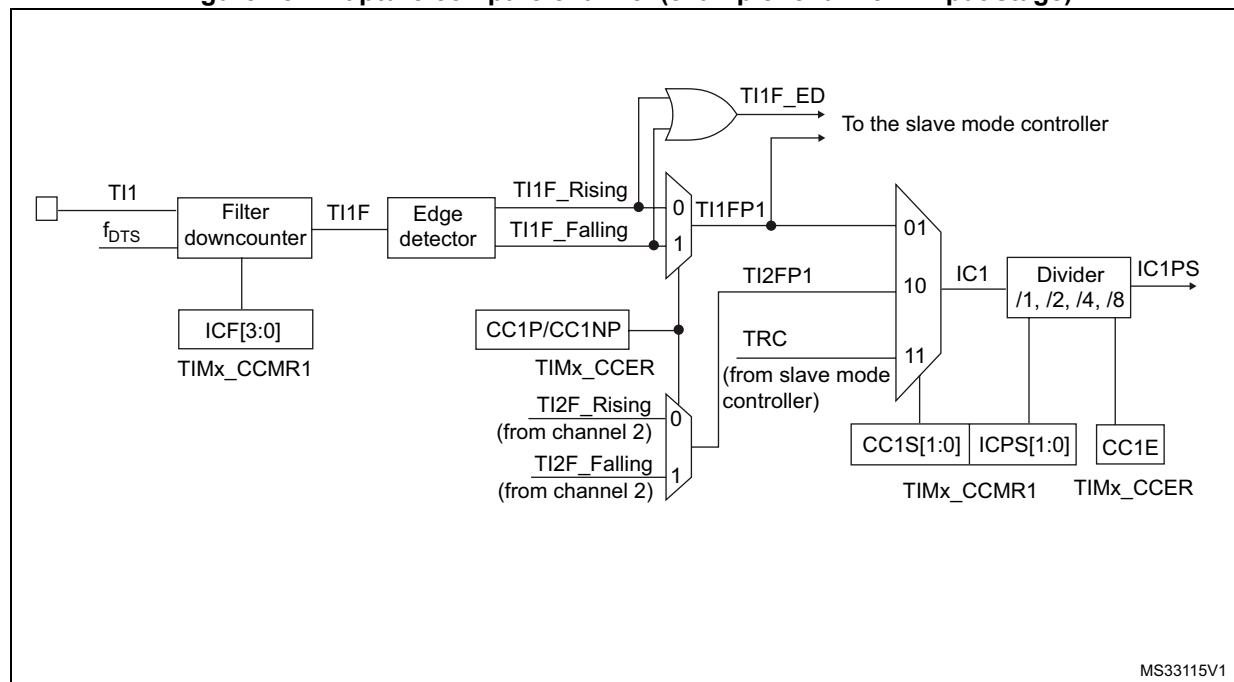 TI1F_ED
To the slave mode controller
TI1
f_DTS
Filter
downcounter
TI1F
Edge
detector
TI1F_Rising
TI1F_Falling
0
1
TI1FP1
01
10
11
TI2FP1
TRC
(from slave mode
controller)
IC1
Divider
/1, /2, /4, /8
IC1PS
ICF[3:0]
TIMx_CCMR1
CC1P/CC1NP
TIMx_CCER
TI2F_Rising
(from channel 2)
TI2F_Falling
(from channel 2)
0
1
CC1S[1:0]
ICPS[1:0]
CC1E
TIMx_CCMR1
TIMx_CCER
MS33115V1